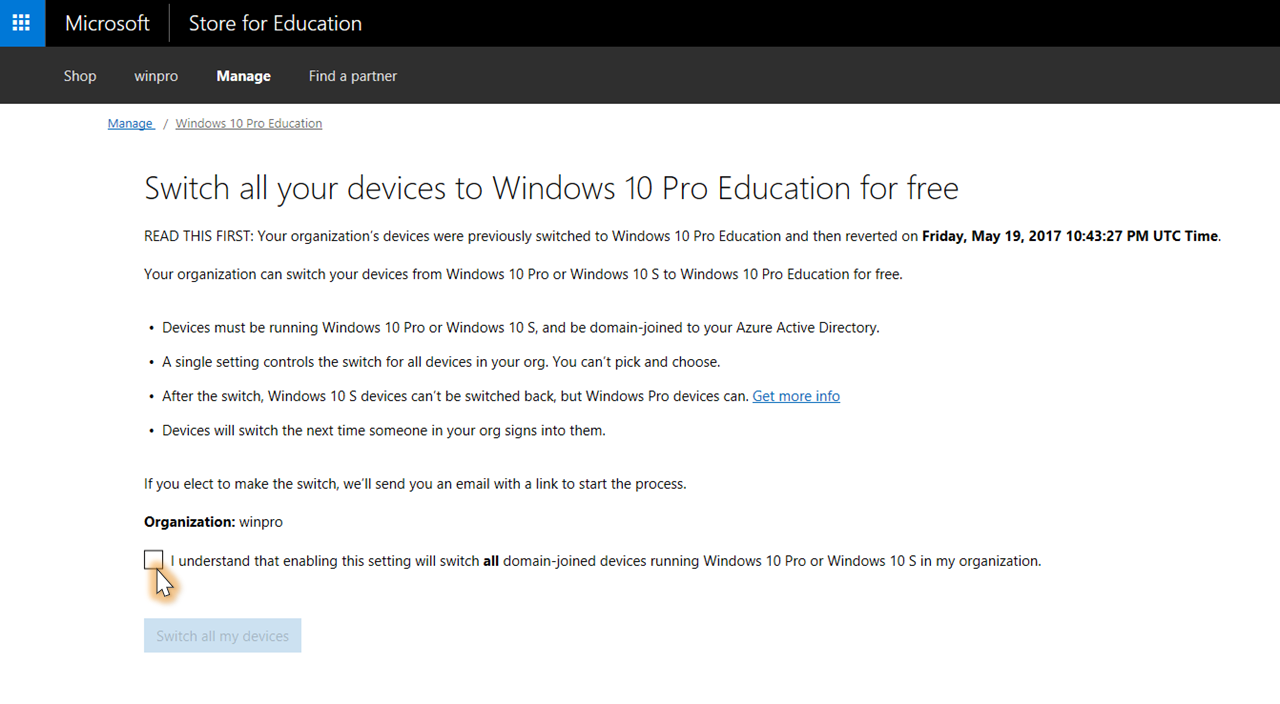 Microsoft Store for Education
Shop winpro Manage Find a partner
Manage / Windows 10 Pro Education
Switch all your devices to Windows 10 Pro Education for free
READ THIS FIRST: Your organization's devices were previously switched to Windows 10 Pro Education and then reverted on Friday, May 19, 2017 10:43:27 PM UTC Time.
Your organization can switch your devices from Windows 10 Pro or Windows 10 S to Windows 10 Pro Education for free.
• Devices must be running Windows 10 Pro or Windows 10 S, and be domain-joined to your Azure Active Directory.
• A single setting controls the switch for all devices in your org. You can't pick and choose.
• After the switch, Windows 10 S devices can't be switched back, but Windows Pro devices can. Get more info
• Devices will switch the next time someone in your org signs into them.
If you elect to make the switch, we'll send you an email with a link to start the process.
Organization: winpro
I understand that enabling this setting will switch all domain-joined devices running Windows 10 Pro or Windows 10 S in my organization.
Switch all my devices